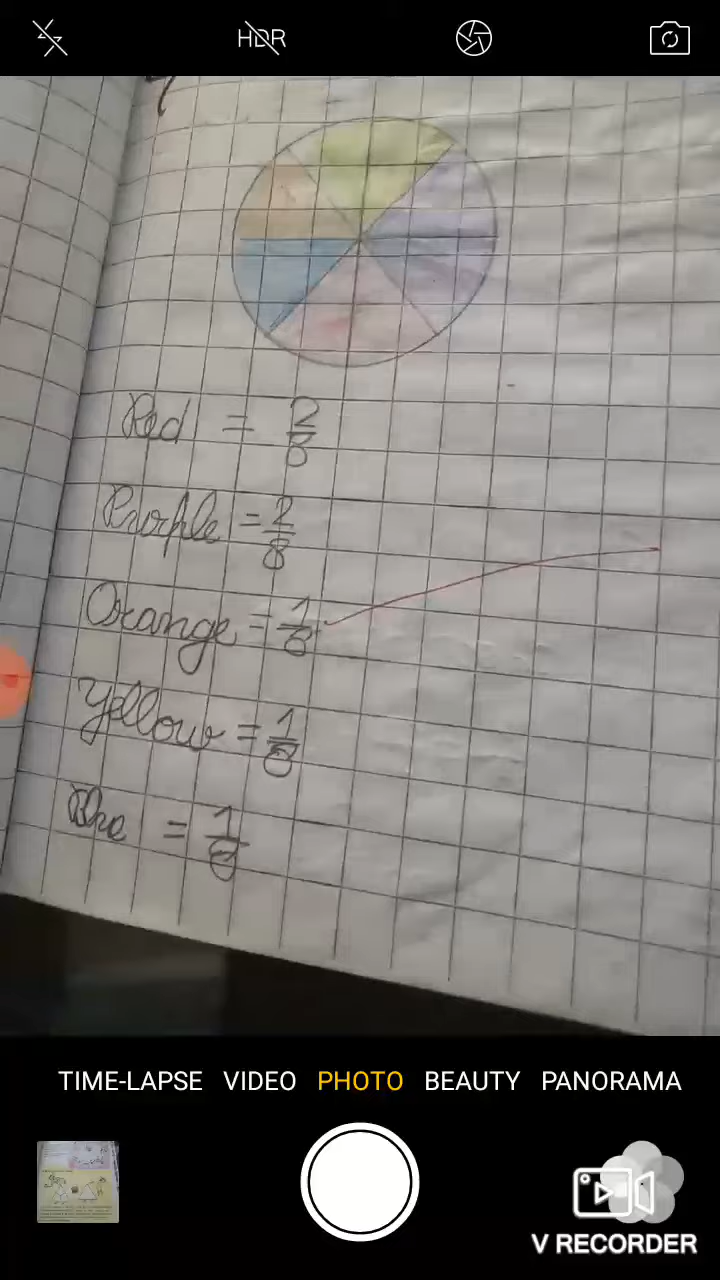 HDR
Red = 2/8
Purple = 2/8
Orange = 1/8
Yellow = 1/8
Blue = 1/8
TIME-LAPSE VIDEO PHOTO BEAUTY PANORAMA
V RECORDER